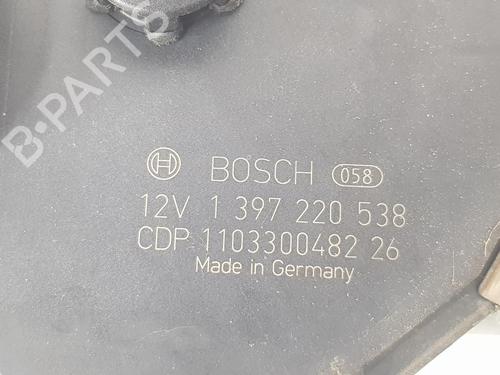 B-PARTS
BOSCH 058
12V 1 397 220 538
CDP 1103300482 26
Made in Germany